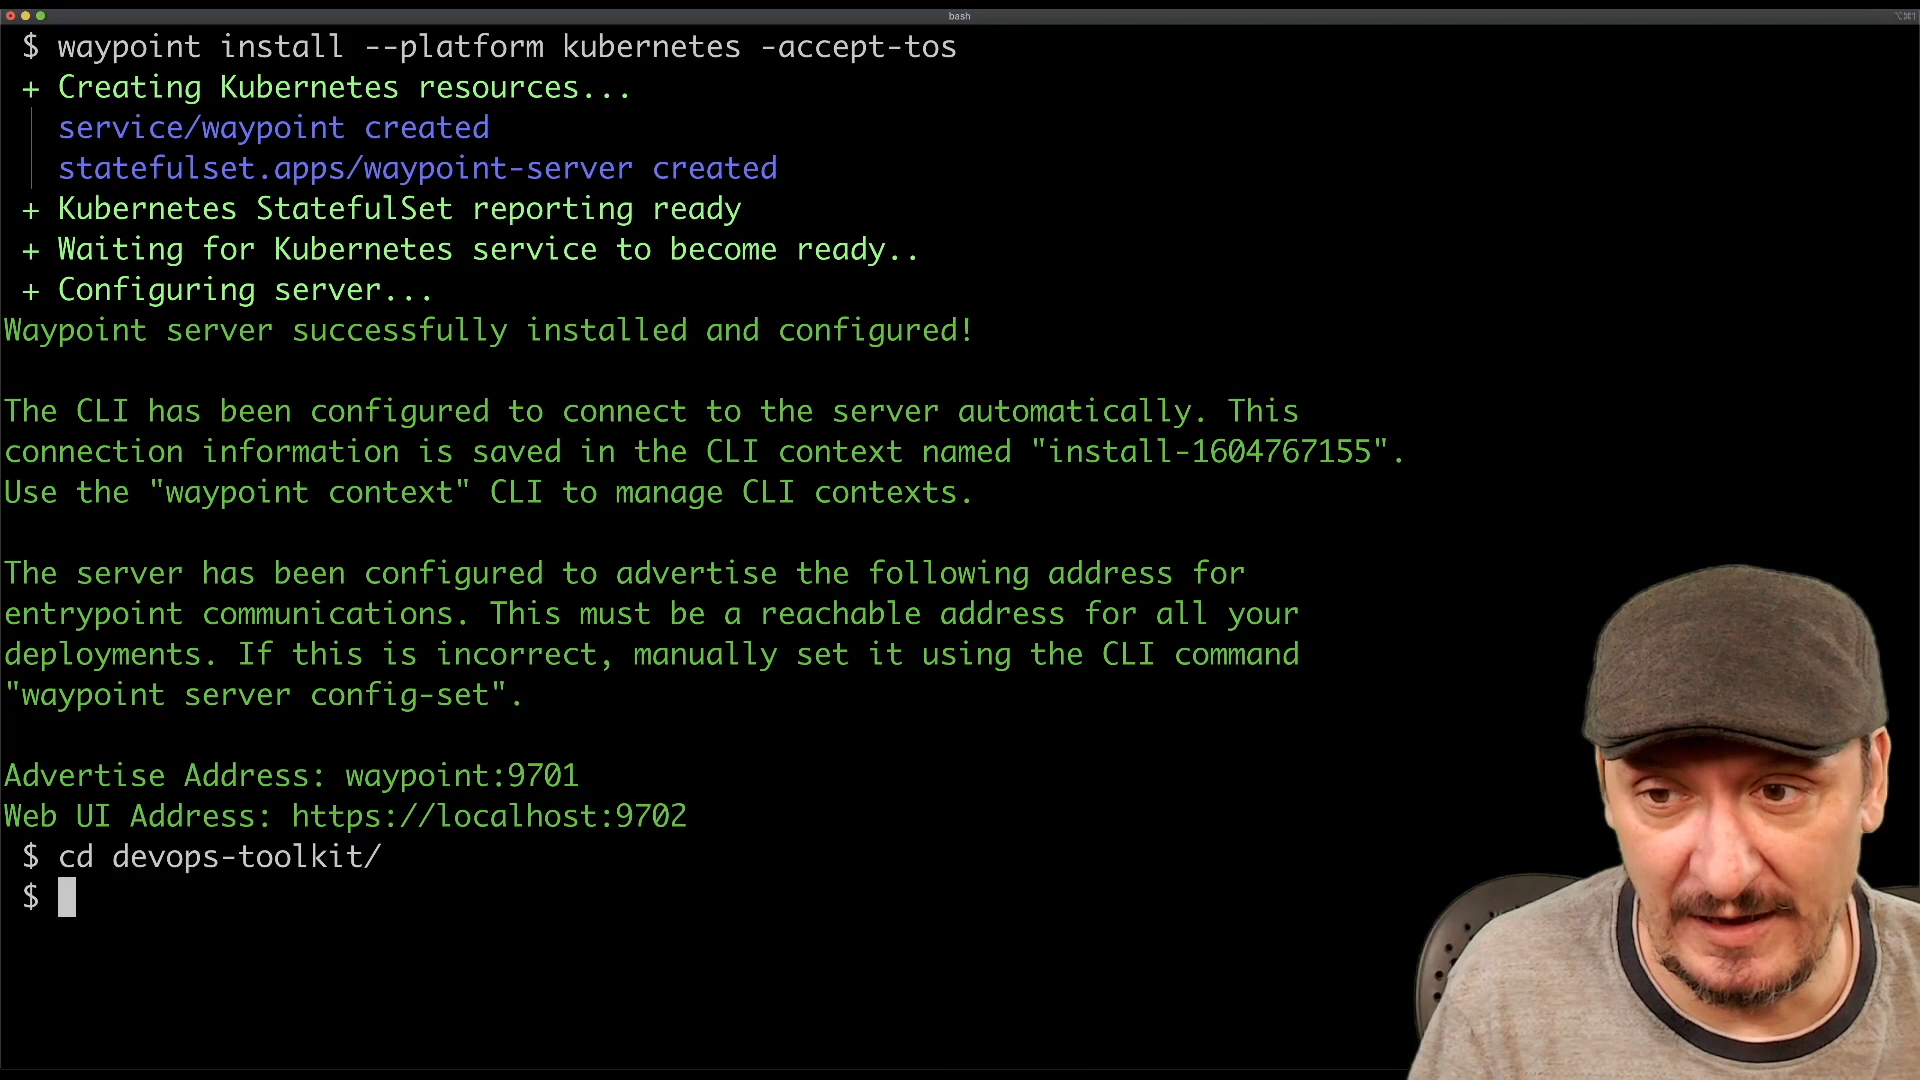 bash
⌥⌘1
$ waypoint install --platform kubernetes -accept-tos
+ Creating Kubernetes resources...
service/waypoint created
statefulset.apps/waypoint-server created
+ Kubernetes StatefulSet reporting ready
+ Waiting for Kubernetes service to become ready..
+ Configuring server...
Waypoint server successfully installed and configured!
The CLI has been configured to connect to the server automatically. This
connection information is saved in the CLI context named "install-1604767155".
Use the "waypoint context" CLI to manage CLI contexts.
The server has been configured to advertise the following address for
entrypoint communications. This must be a reachable address for all your
deployments. If this is incorrect, manually set it using the CLI command
"waypoint server config-set".
Advertise Address: waypoint:9701
Web UI Address: https://localhost:9702
$ cd devops-toolkit/
$